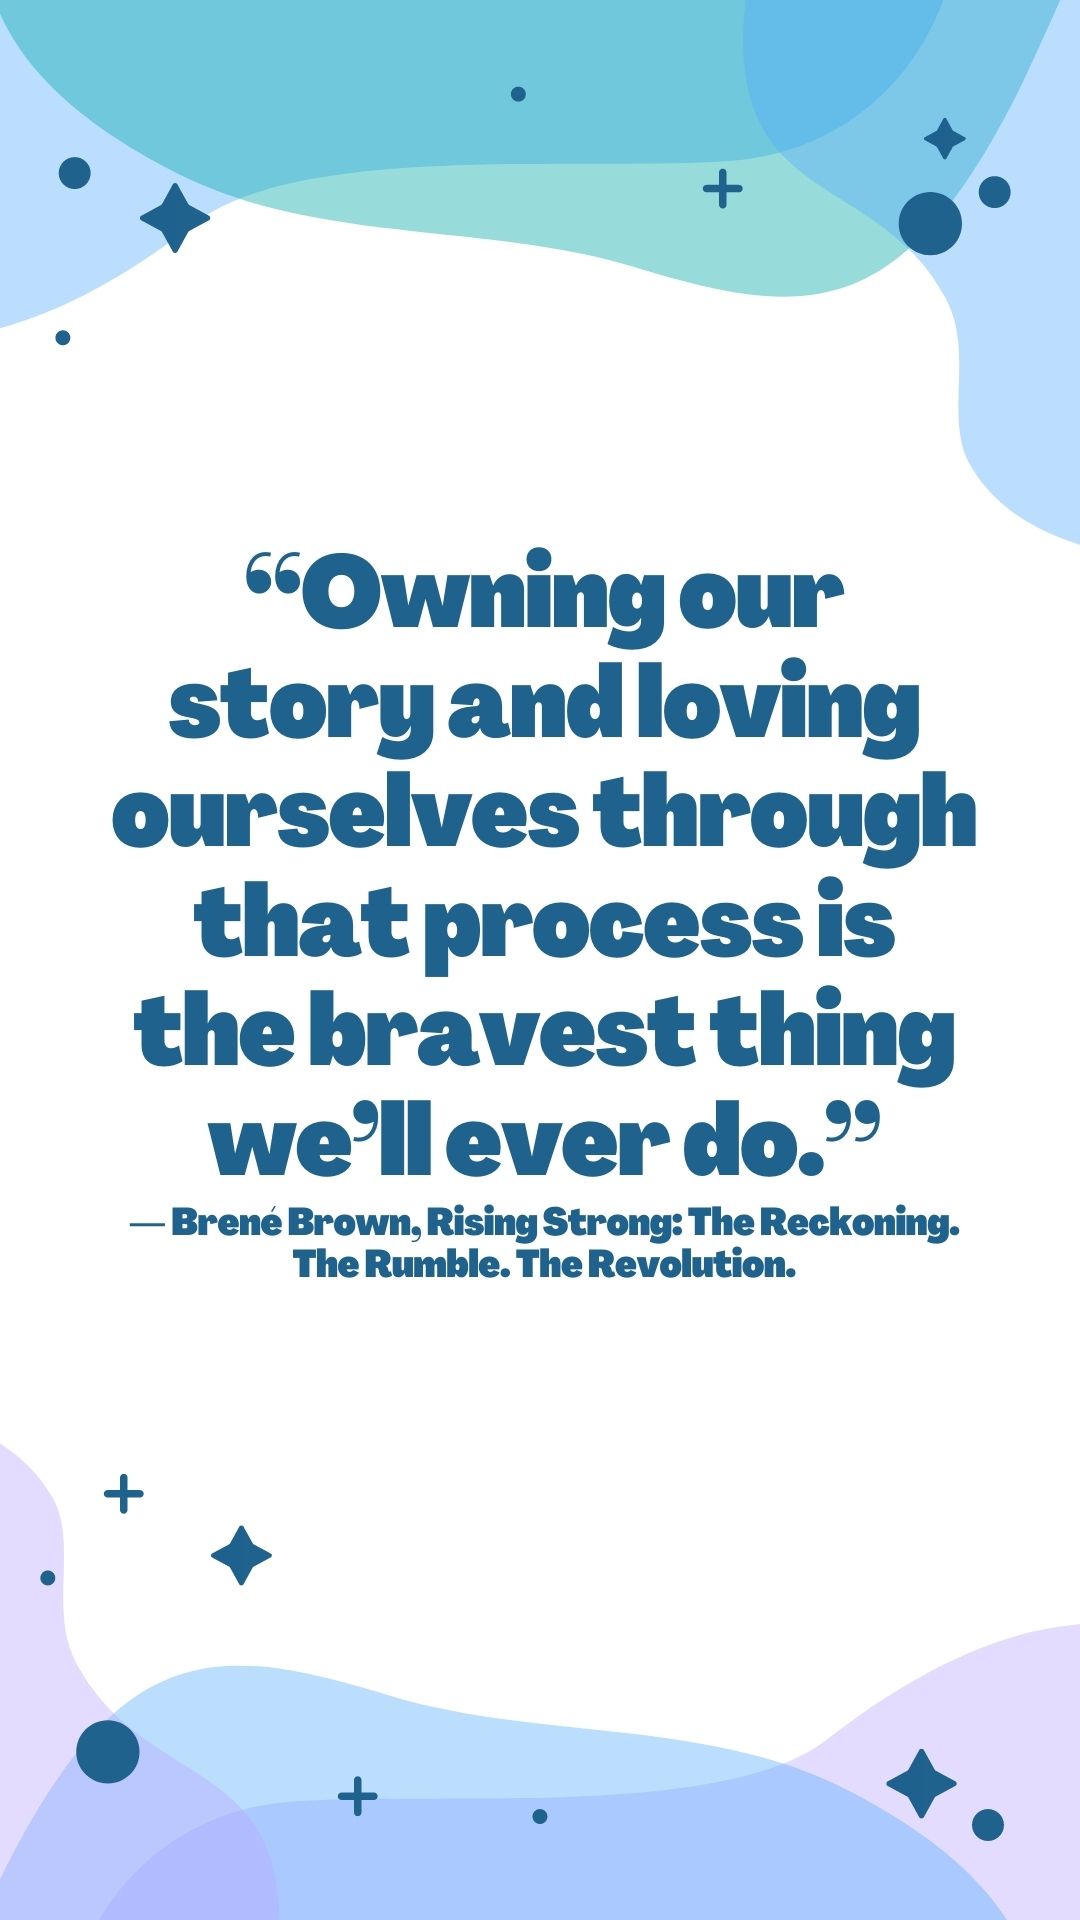 “Owning our
story and loving
ourselves through
that process is
the bravest thing
we’ll ever do.”
— Brené Brown, Rising Strong: The Reckoning.
The Rumble. The Revolution.